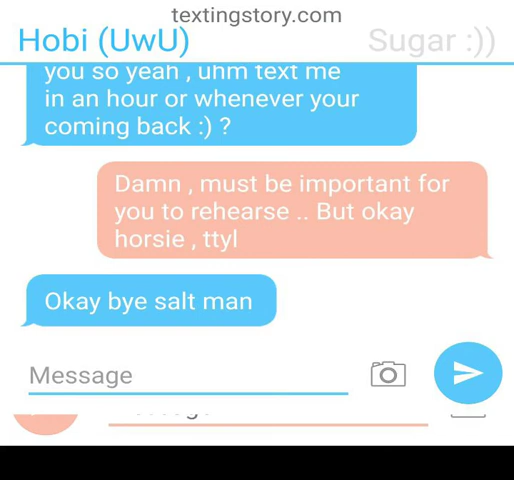 textingstory.com
Hobi (UwU) Sugar :))
you so yeah , uhm text me
in an hour or whenever your
coming back :) ?
Damn , must be important for
you to rehearse .. But okay
horsie , ttyl
Okay bye salt man
Message